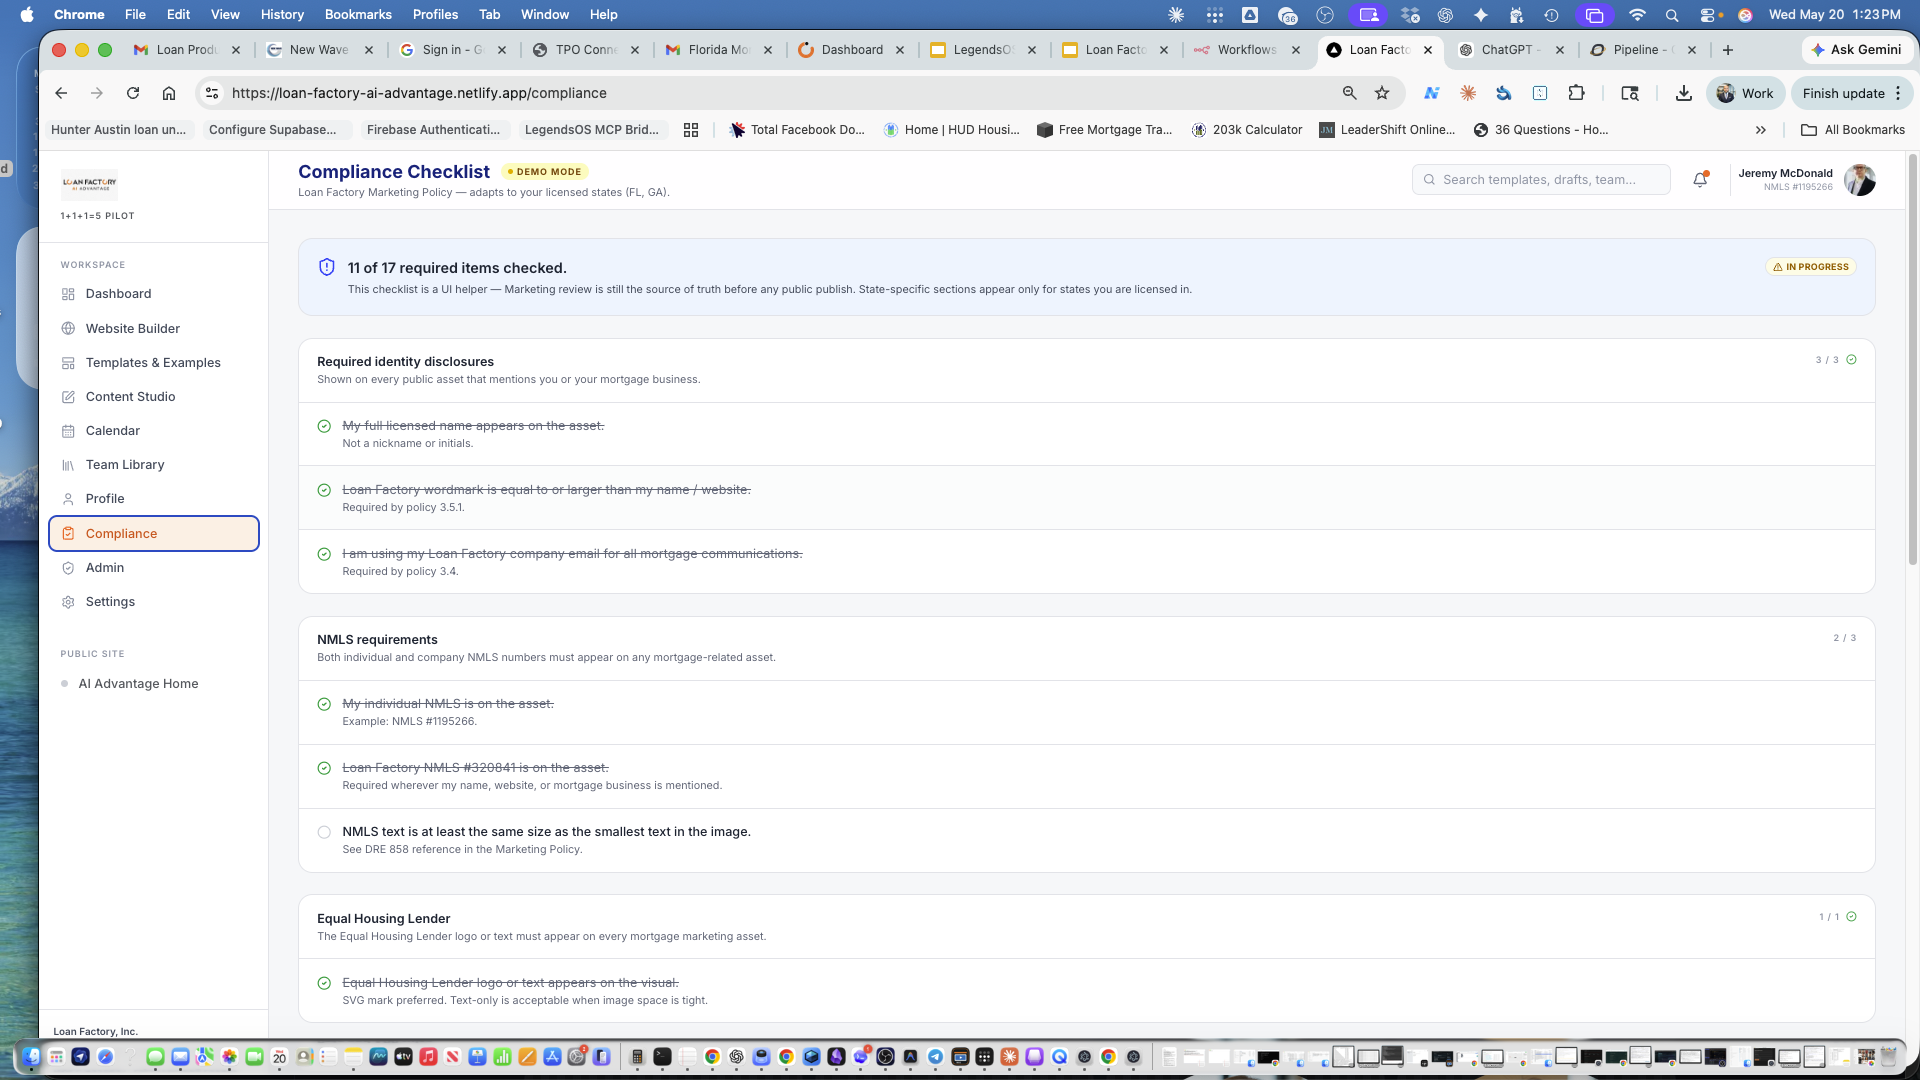 Chrome File Edit View History Bookmarks Profiles Tab Window Help
36
Wed May 20 1:23 PM
Loan Produ
New Wave
Sign in - G
TPO Conne
Florida Mo
Dashboard
LegendsOS
Loan Facto
Workflows
Loan Facto
ChatGPT -
Pipeline -
Ask Gemini
https://loan-factory-ai-advantage.netlify.app/compliance
Work
Finish update
Hunter Austin loan un...
Configure Supabase...
Firebase Authenticati...
LegendsOS MCP Brid...
Total Facebook Do...
Home | HUD Housi...
Free Mortgage Tra...
203k Calculator
LeaderShift Online...
36 Questions - Ho...
All Bookmarks
LOAN FACTORY
AI ADVANTAGE
1+1+1=5 PILOT
WORKSPACE
Dashboard
Website Builder
Templates & Examples
Content Studio
Calendar
Team Library
Profile
Compliance
Admin
Settings
PUBLIC SITE
AI Advantage Home
Loan Factory, Inc.
Compliance Checklist
DEMO MODE
Loan Factory Marketing Policy — adapts to your licensed states (FL, GA).
Search templates, drafts, team...
Jeremy McDonald
NMLS #1195266
11 of 17 required items checked.
This checklist is a UI helper — Marketing review is still the source of truth before any public publish. State-specific sections appear only for states you are licensed in.
IN PROGRESS
Required identity disclosures
Shown on every public asset that mentions you or your mortgage business.
3 / 3
My full licensed name appears on the asset.
Not a nickname or initials.
Loan Factory wordmark is equal to or larger than my name / website.
Required by policy 3.5.1.
I am using my Loan Factory company email for all mortgage communications.
Required by policy 3.4.
NMLS requirements
Both individual and company NMLS numbers must appear on any mortgage-related asset.
2 / 3
My individual NMLS is on the asset.
Example: NMLS #1195266.
Loan Factory NMLS #320841 is on the asset.
Required wherever my name, website, or mortgage business is mentioned.
NMLS text is at least the same size as the smallest text in the image.
See DRE 858 reference in the Marketing Policy.
Equal Housing Lender
The Equal Housing Lender logo or text must appear on every mortgage marketing asset.
1 / 1
Equal Housing Lender logo or text appears on the visual.
SVG mark preferred. Text-only is acceptable when image space is tight.
20